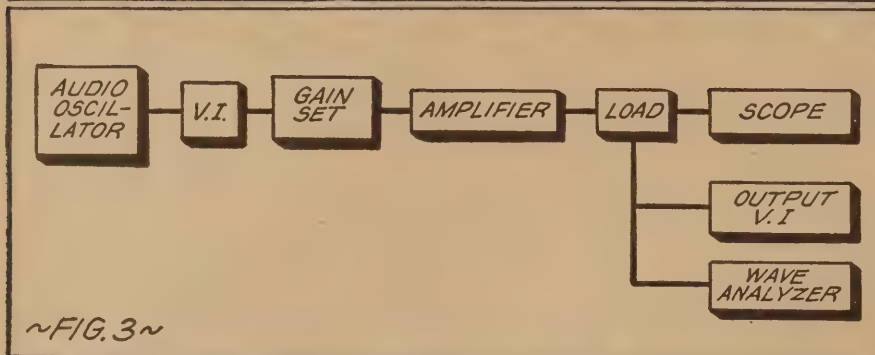 AUDIO
OSCIL-
LATOR
V.I.
GAIN
SET
AMPLIFIER
LOAD
SCOPE
OUTPUT
V.I
WAVE
ANALYZER
~FIG.3~